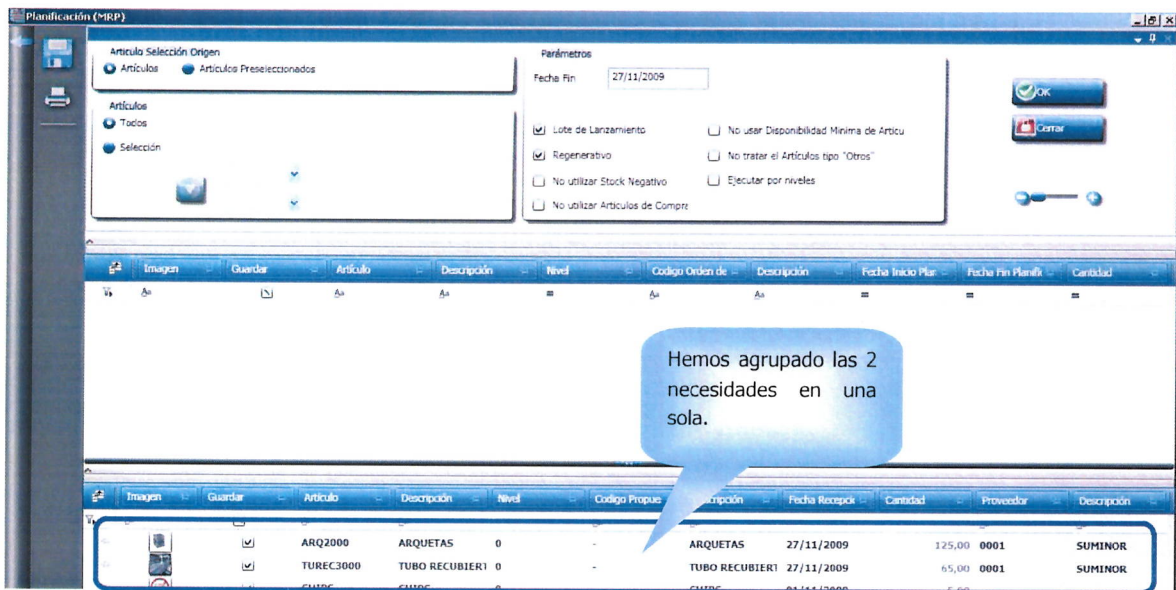 Planificación (MRP)
Artículo Selección Origen
Artículos
Artículos Preseleccionados
Artículos
Todos
Selección
Parámetros
Fecha Fin
27/11/2009
Lote de Lanzamiento
No usar Disponibilidad Minima de Artícu
Regenerativo
No tratar el Artículos tipo "Otros"
No utilizar Stock Negativo
Ejecutar por niveles
No utilizar Artículos de Compra
OK
Cerrar
Imagen Guardar Artículo Descripción Nivel Codigo Orden de Descripción Fecha Inicio Plan Fecha Fin Planifi Cantidad
Hemos agrupado las 2
necesidades en una
sola.
Imagen Guardar Artículo Descripción Nivel Codigo Propue Fecha Recepció Cantidad Proveedor Descripción
ARQ2000 ARQUETAS 0 - ARQUETAS 27/11/2009 125,00 0001 SUMINOR
TUREC3000 TUBO RECUBIERT 0 - TUBO RECUBIERT 27/11/2009 65,00 0001 SUMINOR